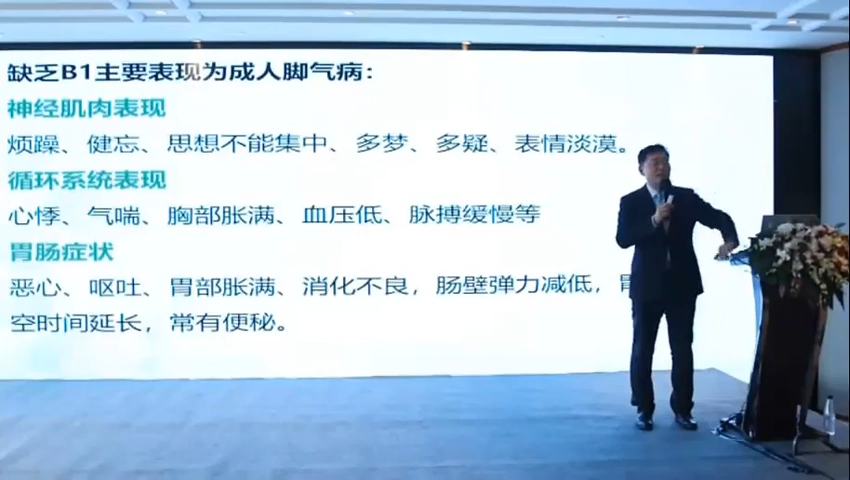 缺乏B1主要表现为成人脚气病：
神经肌肉表现
烦躁、健忘、思想不能集中、多梦、多疑、表情淡漠。
循环系统表现
心悸、气喘、胸部胀满、血压低、脉搏缓慢等
胃肠症状
恶心、呕吐、胃部胀满、消化不良，肠壁弹力减低，
空时间延长，常有便秘。